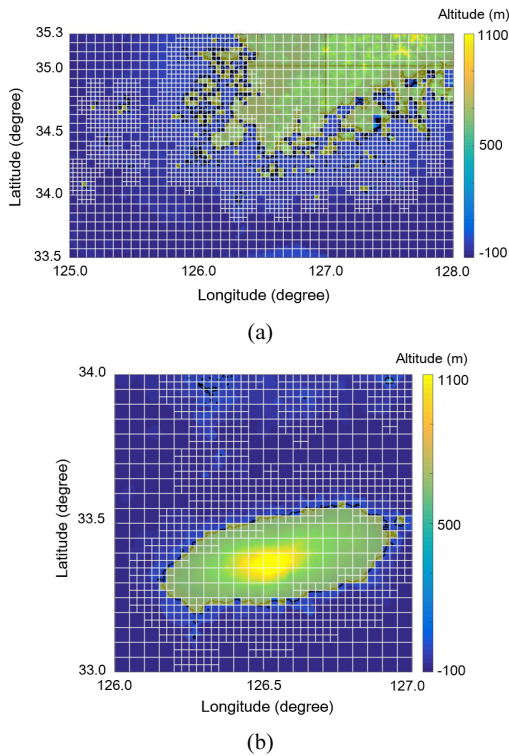 Altitude (m)
35.3
1100
35.0
Latitude (degree)
34.5
500
34.0
33.5
-100
125.0
126.0
127.0
128.0
Longitude (degree)
(a)
Altitude (m)
34.0
1100
Latitude (degree)
33.5
500
33.0
-100
126.0
126.5
127.0
Longitude (degree)
(b)